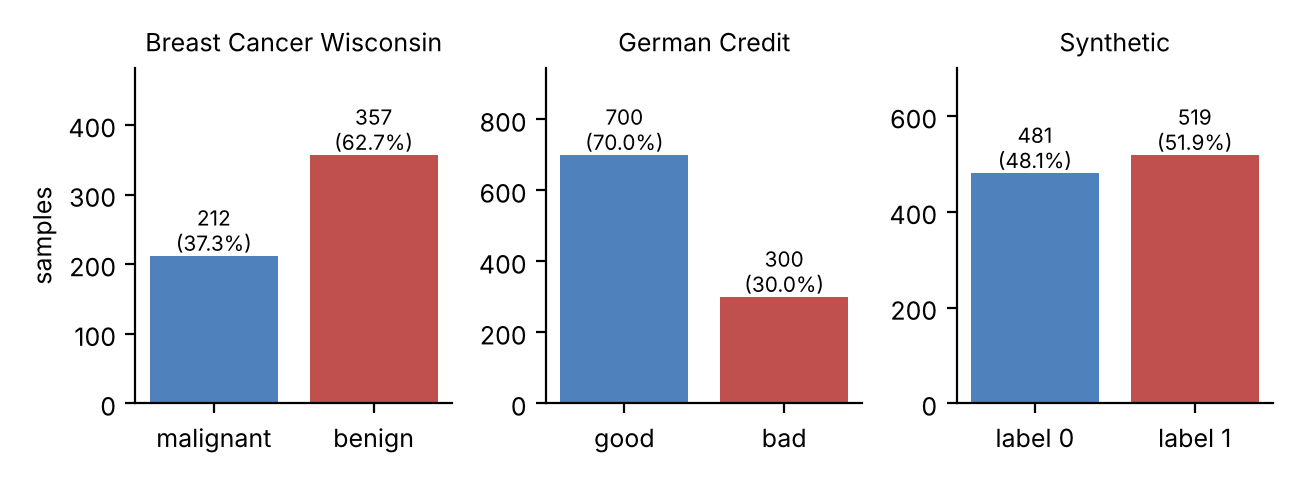 Breast Cancer Wisconsin
samples
400
300
200
100
0
212
(37.3%)
357
(62.7%)
malignant
benign
German Credit
800
600
400
200
0
700
(70.0%)
300
(30.0%)
good
bad
Synthetic
600
400
200
0
481
(48.1%)
519
(51.9%)
label 0
label 1